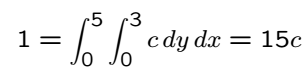 1 = ∫₀⁵ ∫₀³ c dy dx = 15c